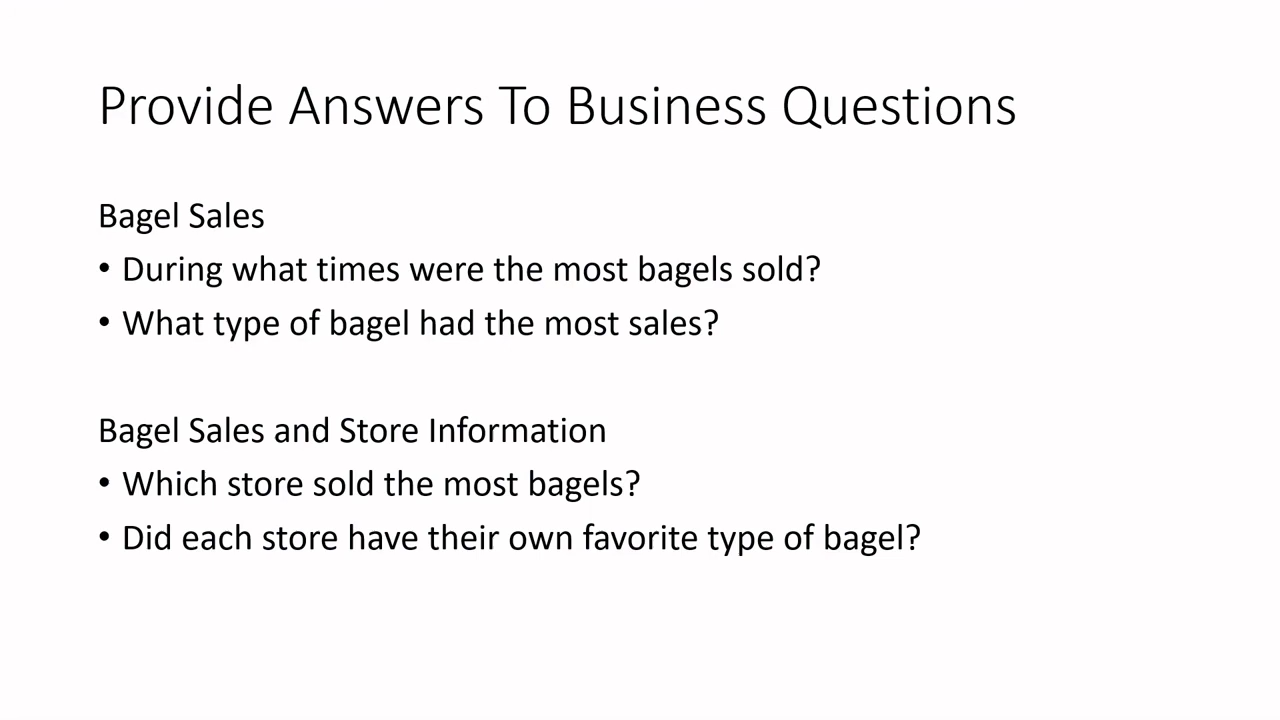 Provide Answers To Business Questions
Bagel Sales
• During what times were the most bagels sold?
• What type of bagel had the most sales?
Bagel Sales and Store Information
• Which store sold the most bagels?
• Did each store have their own favorite type of bagel?